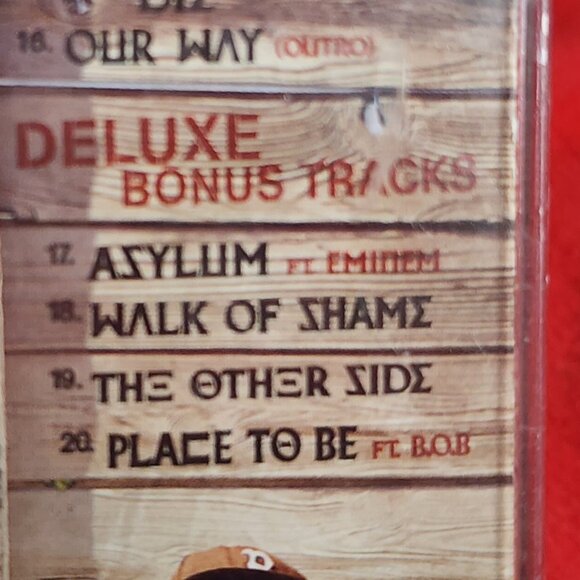 16. OUR WAY (OUTRO)
DELUXE
BONUS TRACKS
17. ASYLUM FT. EMINEM
18. WALK OF SHAME
19. THE OTHER SIDE
20. PLACE TO BE FT. B.O.B